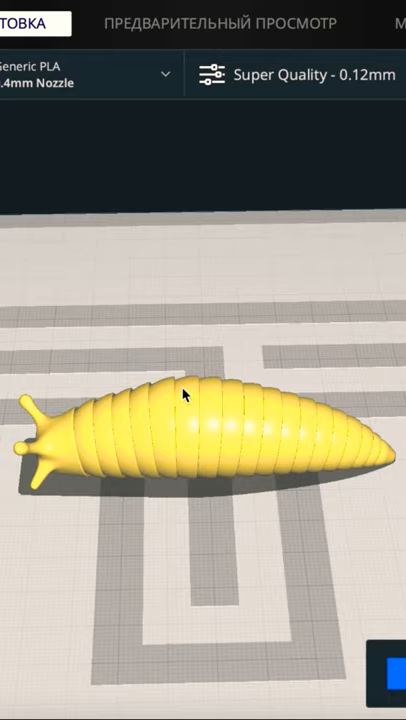 ТОВКА
ПРЕДВАРИТЕЛЬНЫЙ ПРОСМОТР
М
Generic PLA
.4mm Nozzle
Super Quality - 0.12mm